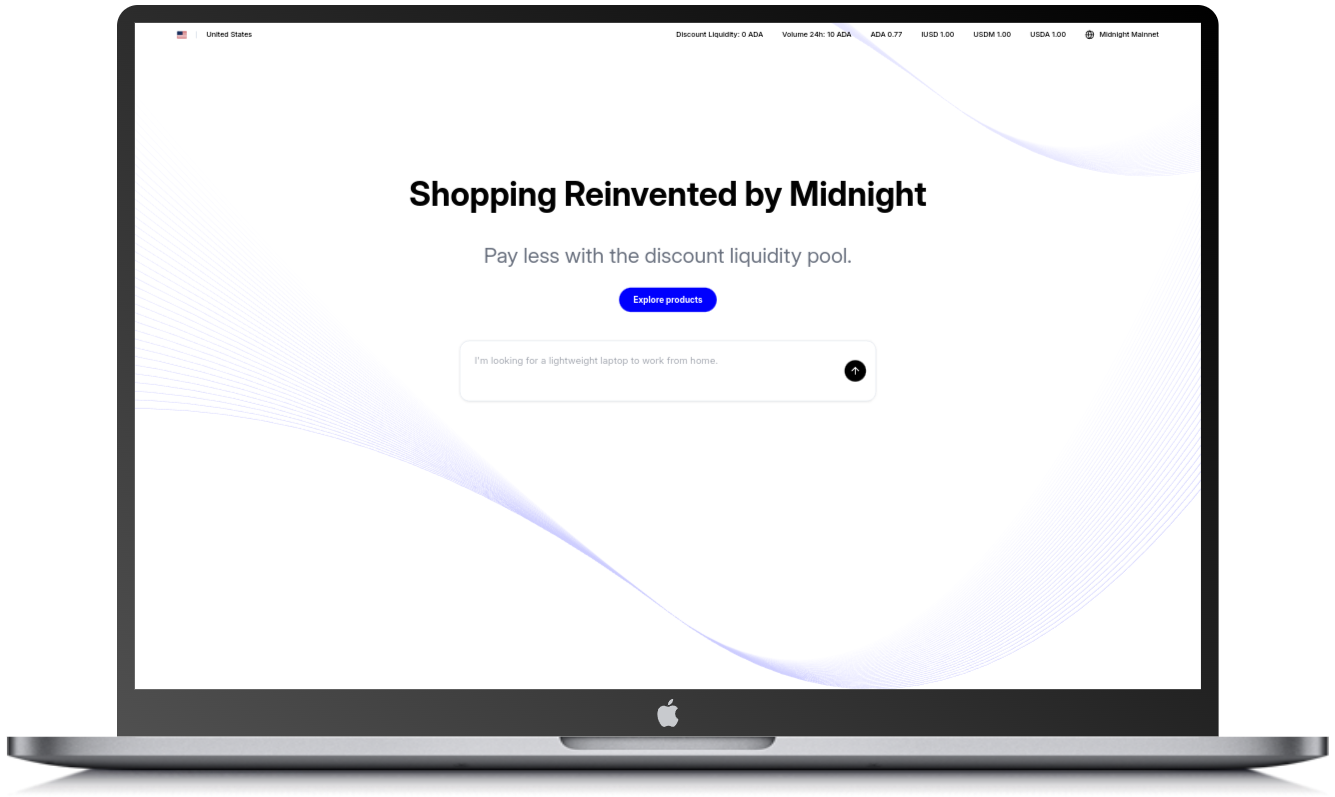 United States
Discount Liquidity: 0 ADA
Volume 24h: 10 ADA
ADA 0.77
IUSD 1.00
USDM 1.00
USDA 1.00
Midnight Mainnet
Shopping Reinvented by Midnight
Pay less with the discount liquidity pool.
Explore products
I'm looking for a lightweight laptop to work from home.